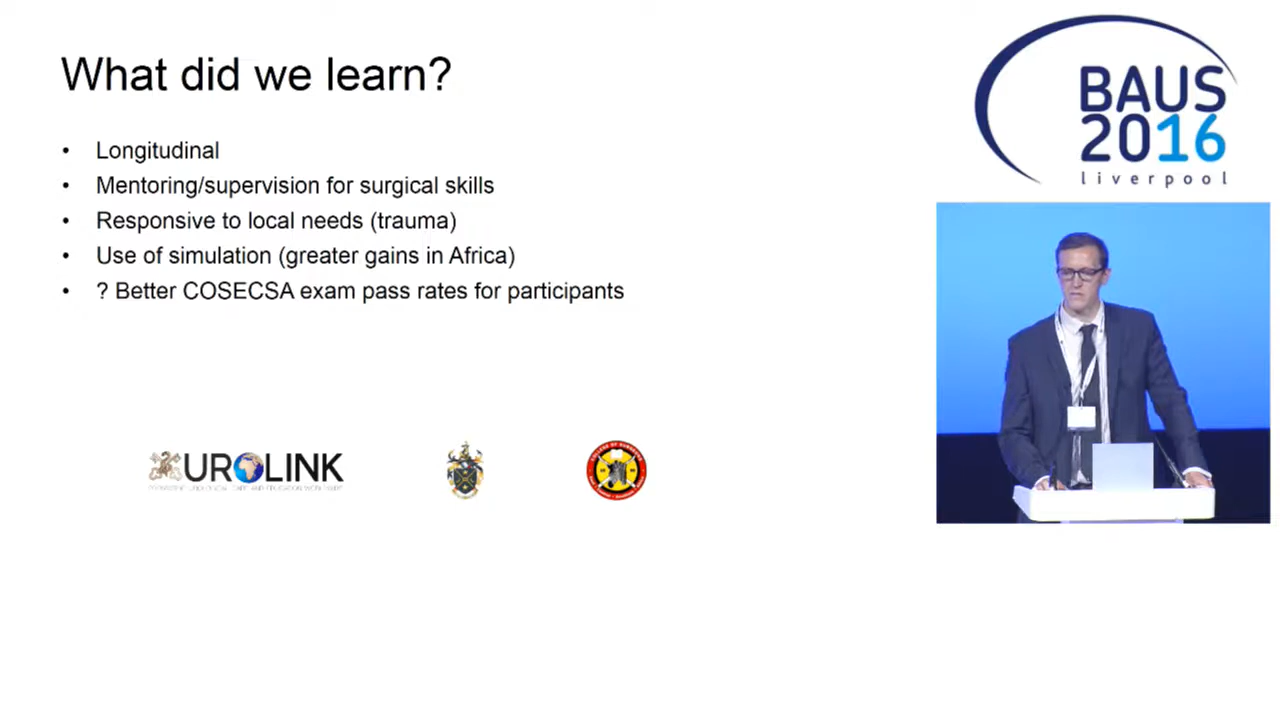 What did we learn?
• Longitudinal
• Mentoring/supervision for surgical skills
• Responsive to local needs (trauma)
• Use of simulation (greater gains in Africa)
• ? Better COSECSA exam pass rates for participants
UROLINK
BAUS
2016
liverpool